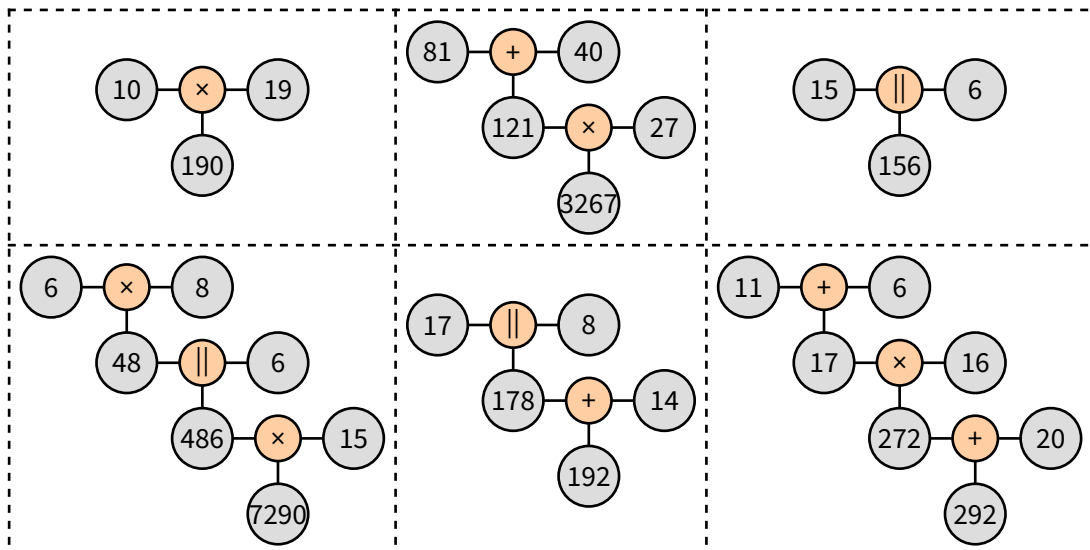 10 × 19
190
81 + 40
121 × 27
3267
15 || 6
156
6 × 8
48 || 6
486 × 15
7290
17 || 8
178 + 14
192
11 + 6
17 × 16
272 + 20
292